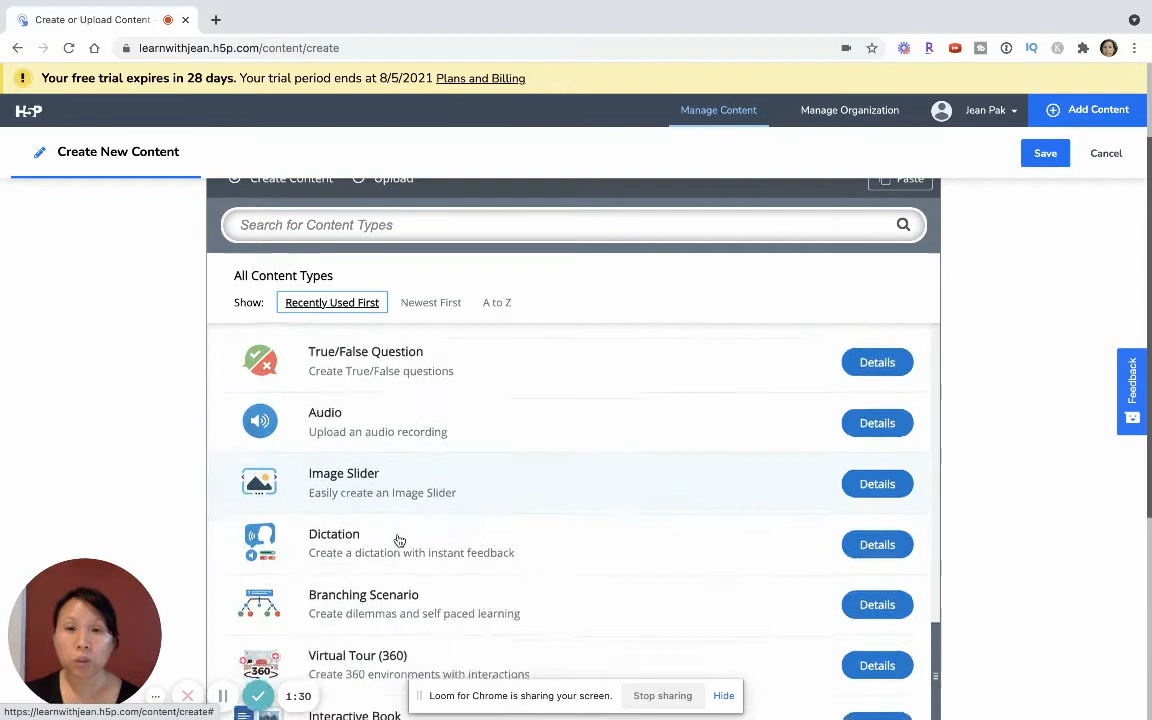 Create or Upload Content -
learnwithjean.h5p.com/content/create
Your free trial expires in 28 days. Your trial period ends at 8/5/2021 Plans and Billing
H5P
Manage Content
Manage Organization
Jean Pak
Add Content
Create New Content
Save
Cancel
Create Content
Upload
Paste
Search for Content Types
All Content Types
Show:
Recently Used First
Newest First
A to Z
True/False Question
Create True/False questions
Details
Audio
Upload an audio recording
Details
Image Slider
Easily create an Image Slider
Details
Dictation
Create a dictation with instant feedback
Details
Branching Scenario
Create dilemmas and self paced learning
Details
Virtual Tour (360)
Create 360 environments with interactions
Details
Interactive Book
Details
Feedback
1:30
Loom for Chrome is sharing your screen.
Stop sharing
Hide
https://learnwithjean.h5p.com/content/create#